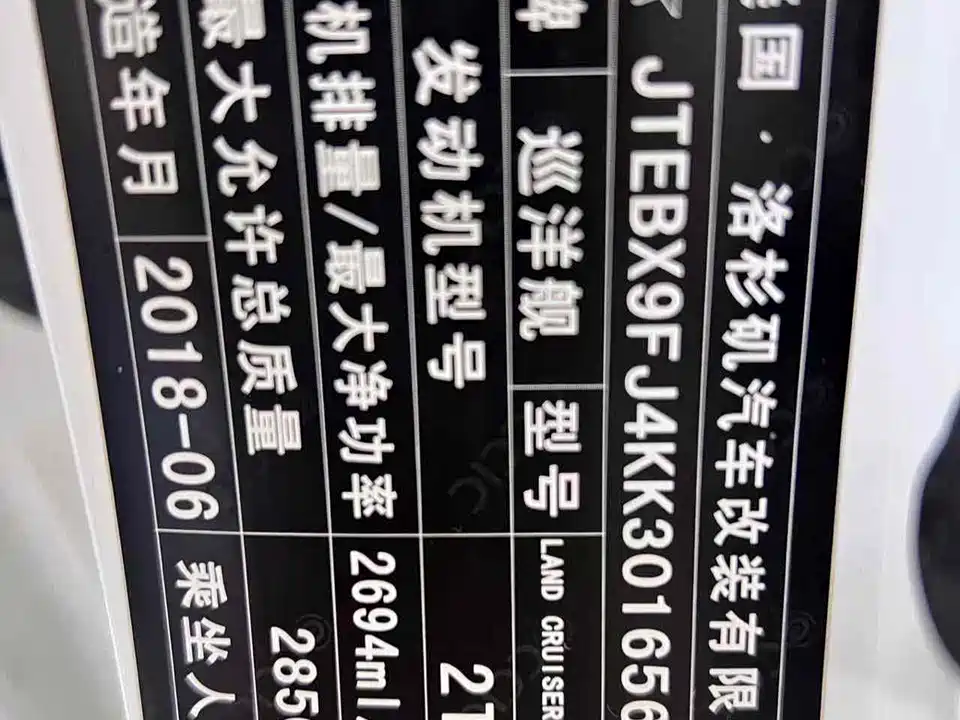 国·洛杉矶汽车改装有限
JTEBX9FJ4KK301656
牌 巡洋舰 型号 LAND CRUISER
发动机型号 2T
机排量/最大净功率 2694ml/
最大允许总质量 285
造年月 2018-06 乘坐人